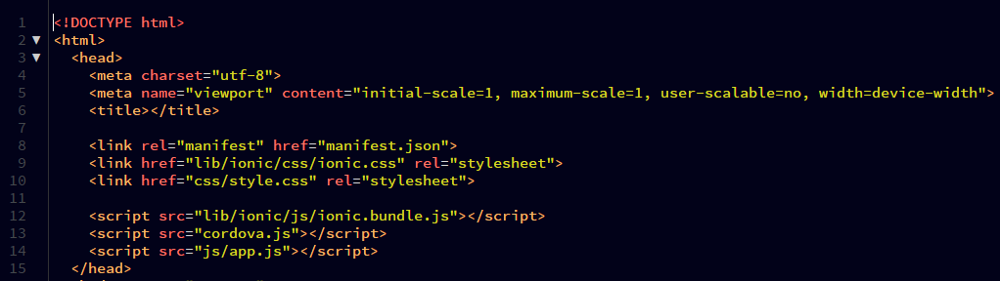 1 <!DOCTYPE html>
2 ▼ <html>
3 ▼ <head>
4 <meta charset="utf-8">
5 <meta name="viewport" content="initial-scale=1, maximum-scale=1, user-scalable=no, width=device-width">
6 <title></title>
7
8 <link rel="manifest" href="manifest.json">
9 <link href="lib/ionic/css/ionic.css" rel="stylesheet">
10 <link href="css/style.css" rel="stylesheet">
11
12 <script src="lib/ionic/js/ionic.bundle.js"></script>
13 <script src="cordova.js"></script>
14 <script src="js/app.js"></script>
15 </head>